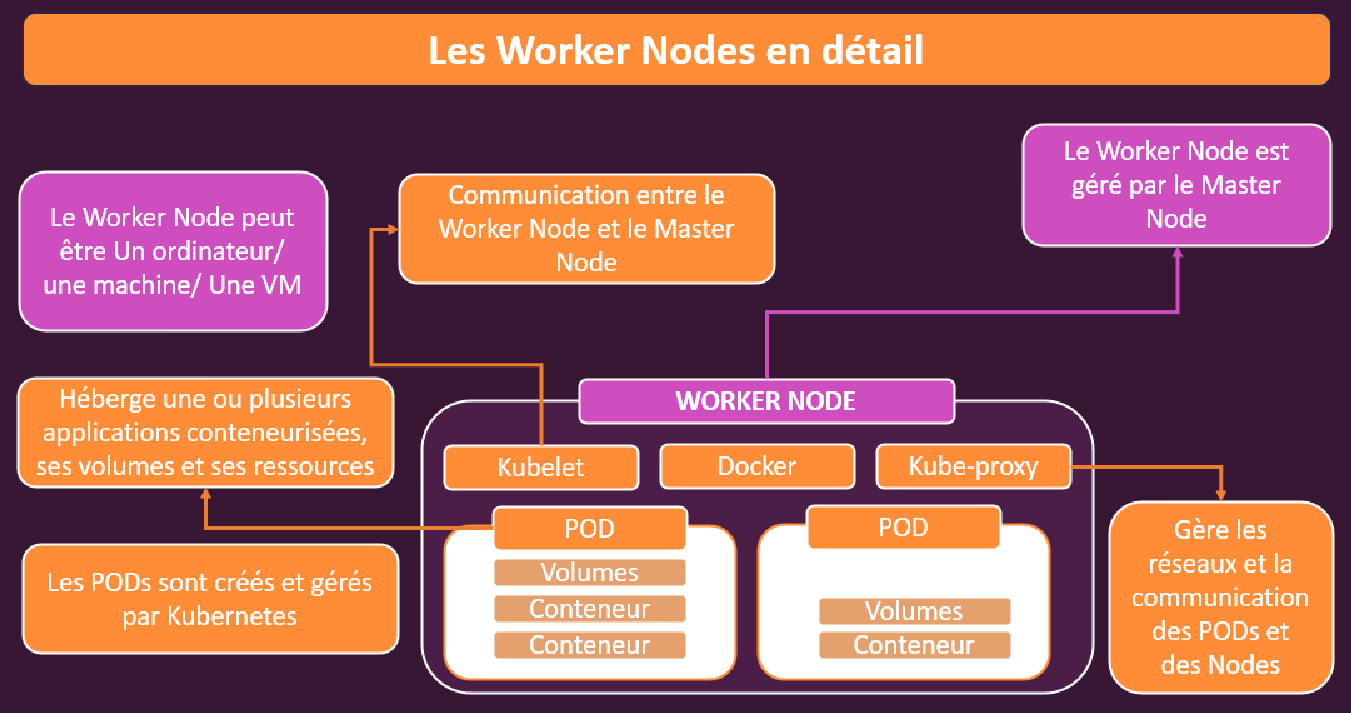 Les Worker Nodes en détail
Le Worker Node est
géré par le Master
Node
Le Worker Node peut
être Un ordinateur/
une machine/ Une VM
Communication entre le
Worker Node et le Master
Node
Héberge une ou plusieurs
applications conteneurisées,
ses volumes et ses ressources
Les PODs sont créés et gérés
par Kubernetes
WORKER NODE
Kubelet
Docker
Kube-proxy
POD
Volumes
Conteneur
Conteneur
POD
Volumes
Conteneur
Gère les
réseaux et la
communication
des PODs et
des Nodes